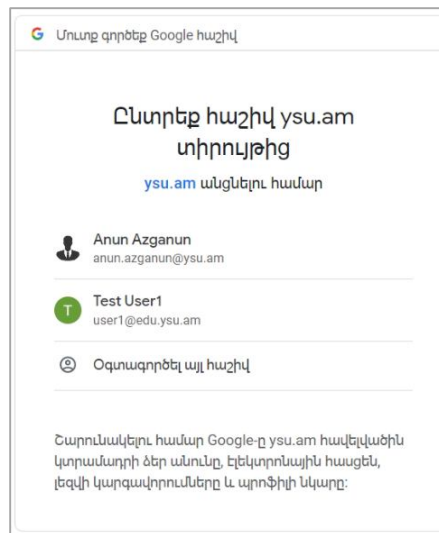 Մուտք գործեք Google հաշիվ
Ընտրեք հաշիվ ysu.am
տիրույթից
ysu.am անցնելու համար
Anun Azganun
anun.azganun@ysu.am
T
Test User1
user1@edu.ysu.am
Օգտագործել այլ հաշիվ
Շարունակելու համար Google-ը ysu.am հավելվածին
կտրամադրի ձեր անունը, էլեկտրոնային հասցեն,
լեզվի կարգավորումները և պրոֆիլի նկարը: